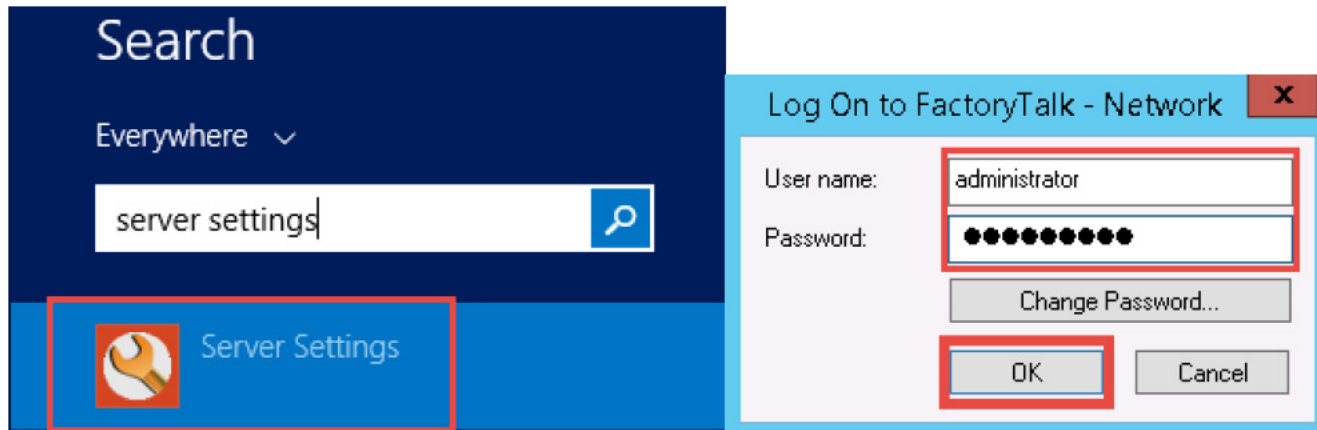 Search
Everywhere
server settings
Server Settings
Log On to FactoryTalk - Network
x
User name:
administrator
Password:
●●●●●●●●●
Change Password...
OK
Cancel